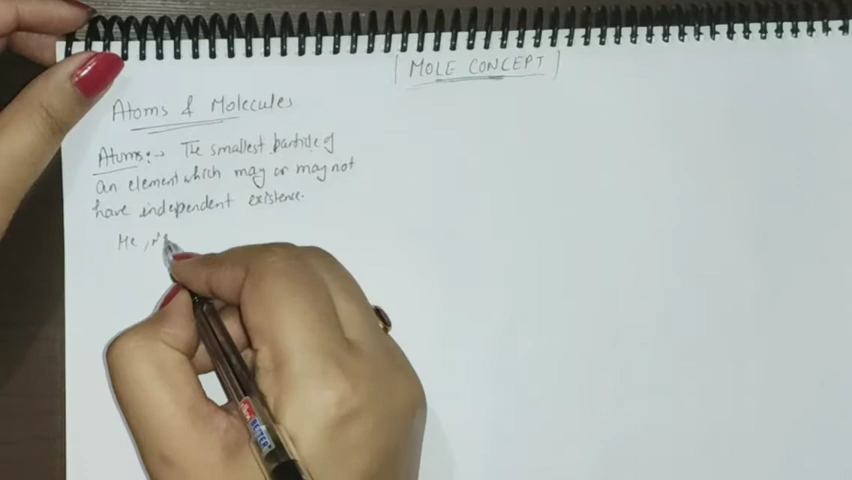 MOLE CONCEPT
Atoms & Molecules
Atoms:→ The smallest particle of
an element which may or may not
have independent existence.
He,
BETTER